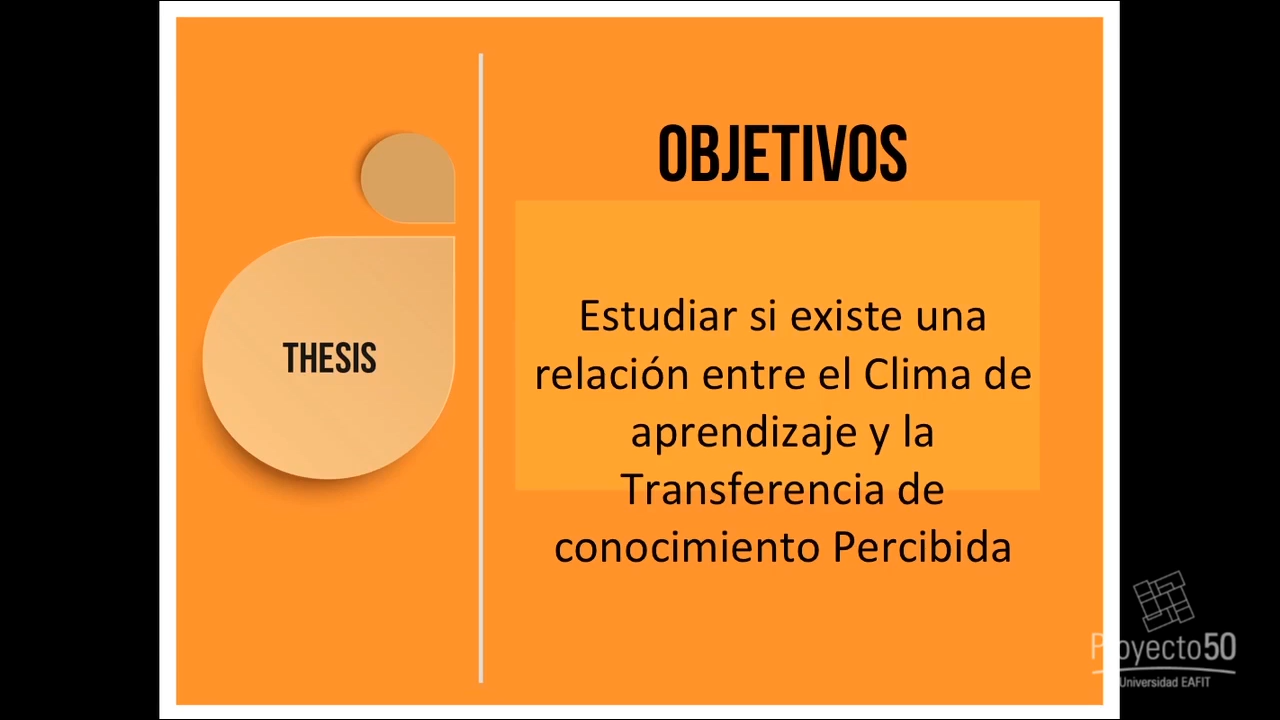 OBJETIVOS
THESIS
Estudiar si existe una
relación entre el Clima de
aprendizaje y la
Transferencia de
conocimiento Percibida
Proyecto50
Universidad EAFIT